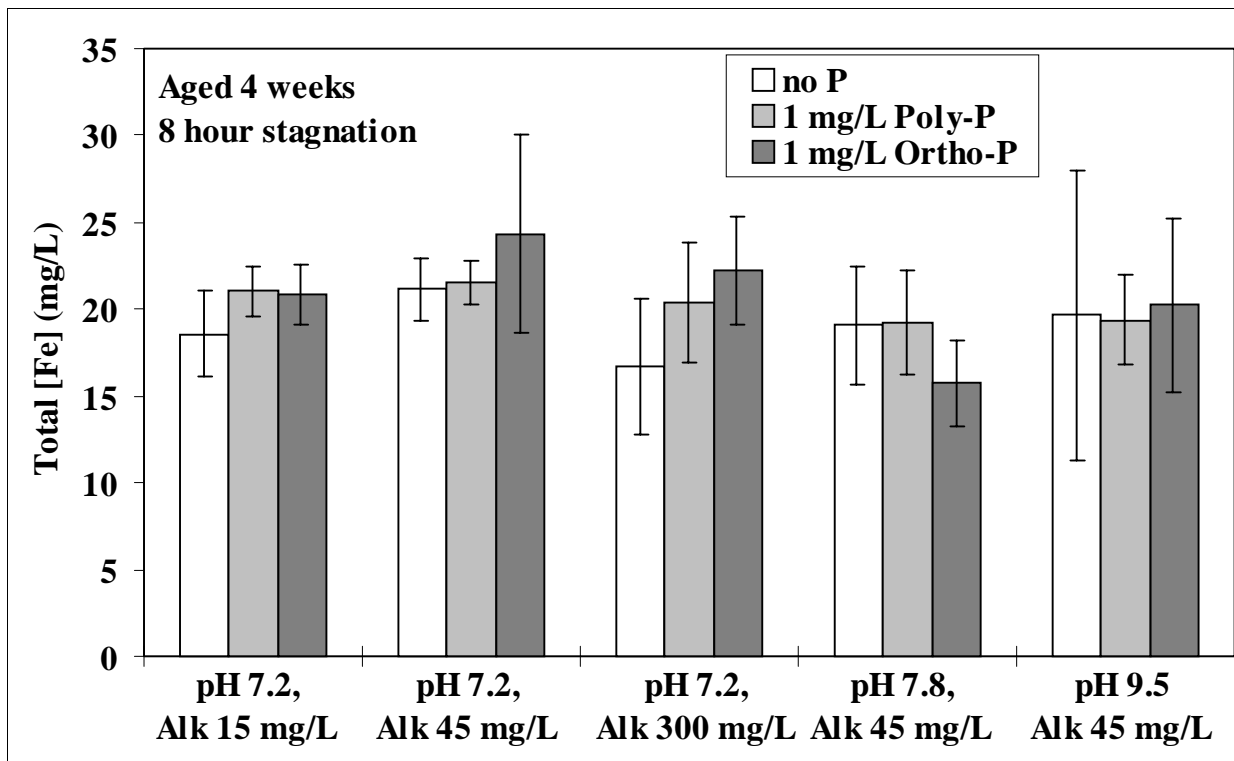 Aged 4 weeks
8 hour stagnation
no P
1 mg/L Poly-P
1 mg/L Ortho-P
Total [Fe] (mg/L)
35
30
25
20
15
10
5
0
pH 7.2,
Alk 15 mg/L
pH 7.2,
Alk 45 mg/L
pH 7.2,
Alk 300 mg/L
pH 7.8,
Alk 45 mg/L
pH 9.5
Alk 45 mg/L